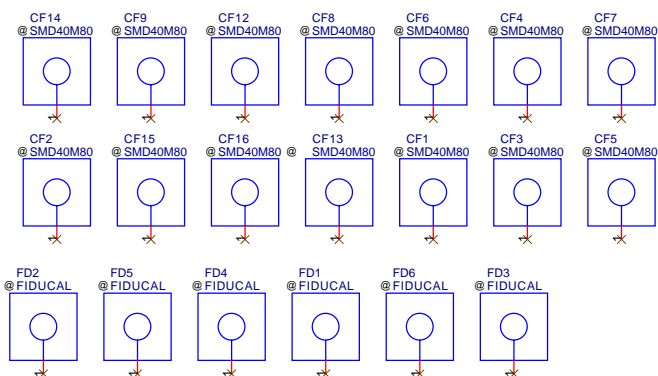 CF14 CF9 CF12 CF8 CF6 CF4 CF7
@ SMD40M80 @ SMD40M80 @ SMD40M80 @ SMD40M80 @ SMD40M80 @ SMD40M80 @ SMD40M80
CF2 CF15 CF16 CF13 CF1 CF3 CF5
@ SMD40M80 @ SMD40M80 @ SMD40M80 @ SMD40M80 @ SMD40M80 @ SMD40M80 @ SMD40M80
FD2 FD5 FD4 FD1 FD6 FD3
@ FIDUCAL @ FIDUCAL @ FIDUCAL @ FIDUCAL @ FIDUCAL @ FIDUCAL